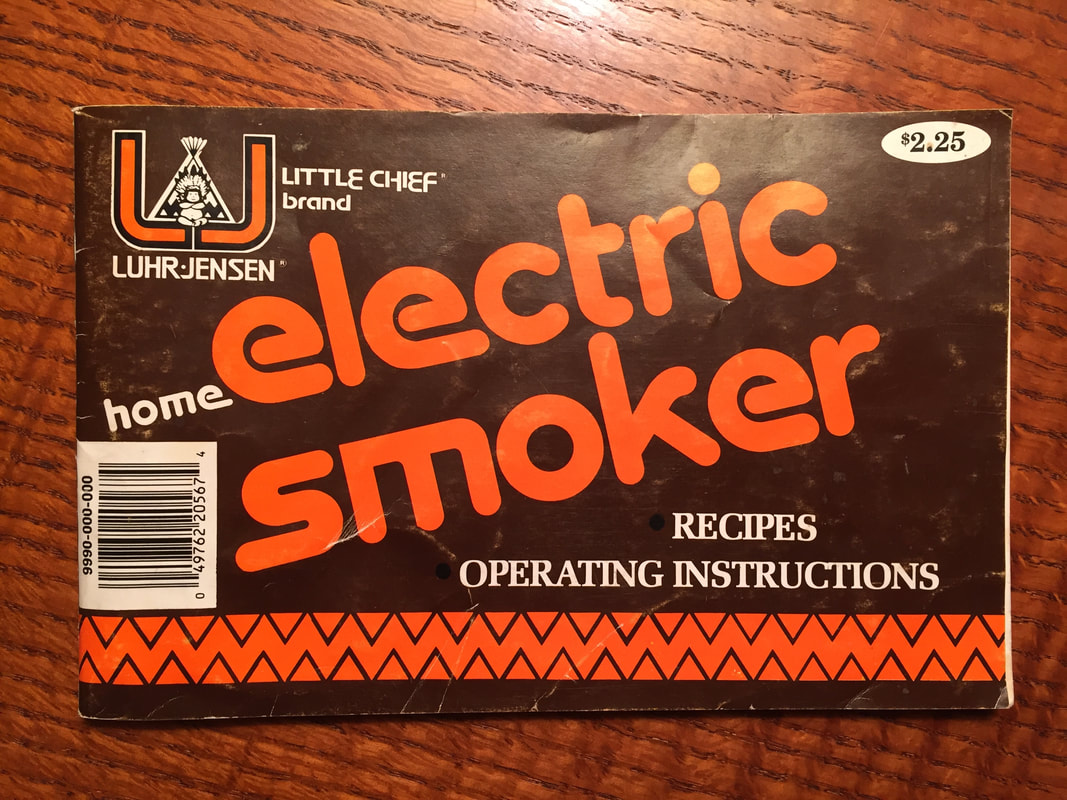 $2.25
LITTLE CHIEF®
brand
LUHR-JENSEN®
home electric
smoker
• RECIPES
• OPERATING INSTRUCTIONS
9990-000-000
0 49762 20567 4